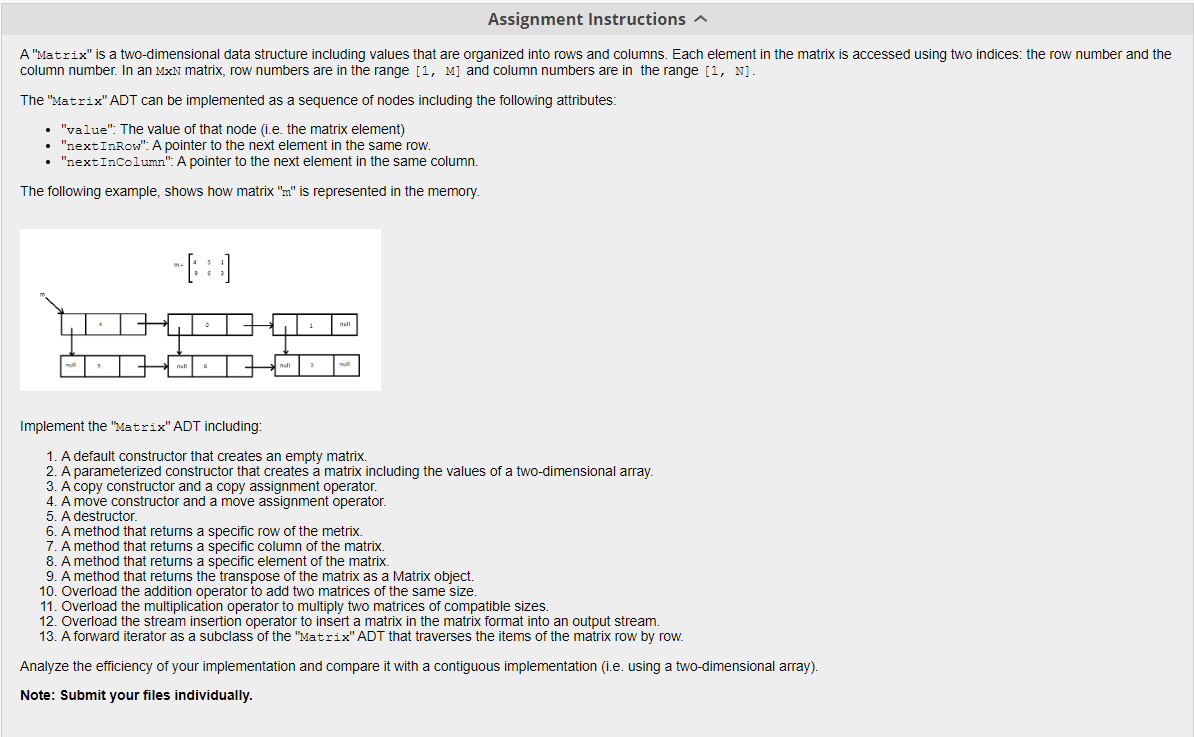 Assignment Instructions
A "Matrix" is a two-dimensional data structure including values that are organized into rows and columns. Each element in the matrix is accessed using two indices: the row number and the
column number. In an MxN matrix, row numbers are in the range [1, M] and column numbers are in the range [1, N].
The "Matrix" ADT can be implemented as a sequence of nodes including the following attributes:
• "value": The value of that node (i.e. the matrix element)
• "nextInRow": A pointer to the next element in the same row.
• "nextInColumn": A pointer to the next element in the same column.
The following example, shows how matrix "m" is represented in the memory.
m=
4 5 1
9 6 3
m
4 5 1 null
null 9 null 6 null 3 null
Implement the "Matrix" ADT including:
1. A default constructor that creates an empty matrix.
2. A parameterized constructor that creates a matrix including the values of a two-dimensional array.
3. A copy constructor and a copy assignment operator.
4. A move constructor and a move assignment operator.
5. A destructor.
6. A method that returns a specific row of the metrix.
7. A method that returns a specific column of the matrix.
8. A method that returns a specific element of the matrix.
9. A method that returns the transpose of the matrix as a Matrix object.
10. Overload the addition operator to add two matrices of the same size.
11. Overload the multiplication operator to multiply two matrices of compatible sizes.
12. Overload the stream insertion operator to insert a matrix in the matrix format into an output stream.
13. A forward iterator as a subclass of the "Matrix" ADT that traverses the items of the matrix row by row.
Analyze the efficiency of your implementation and compare it with a contiguous implementation (i.e. using a two-dimensional array).
Note: Submit your files individually.